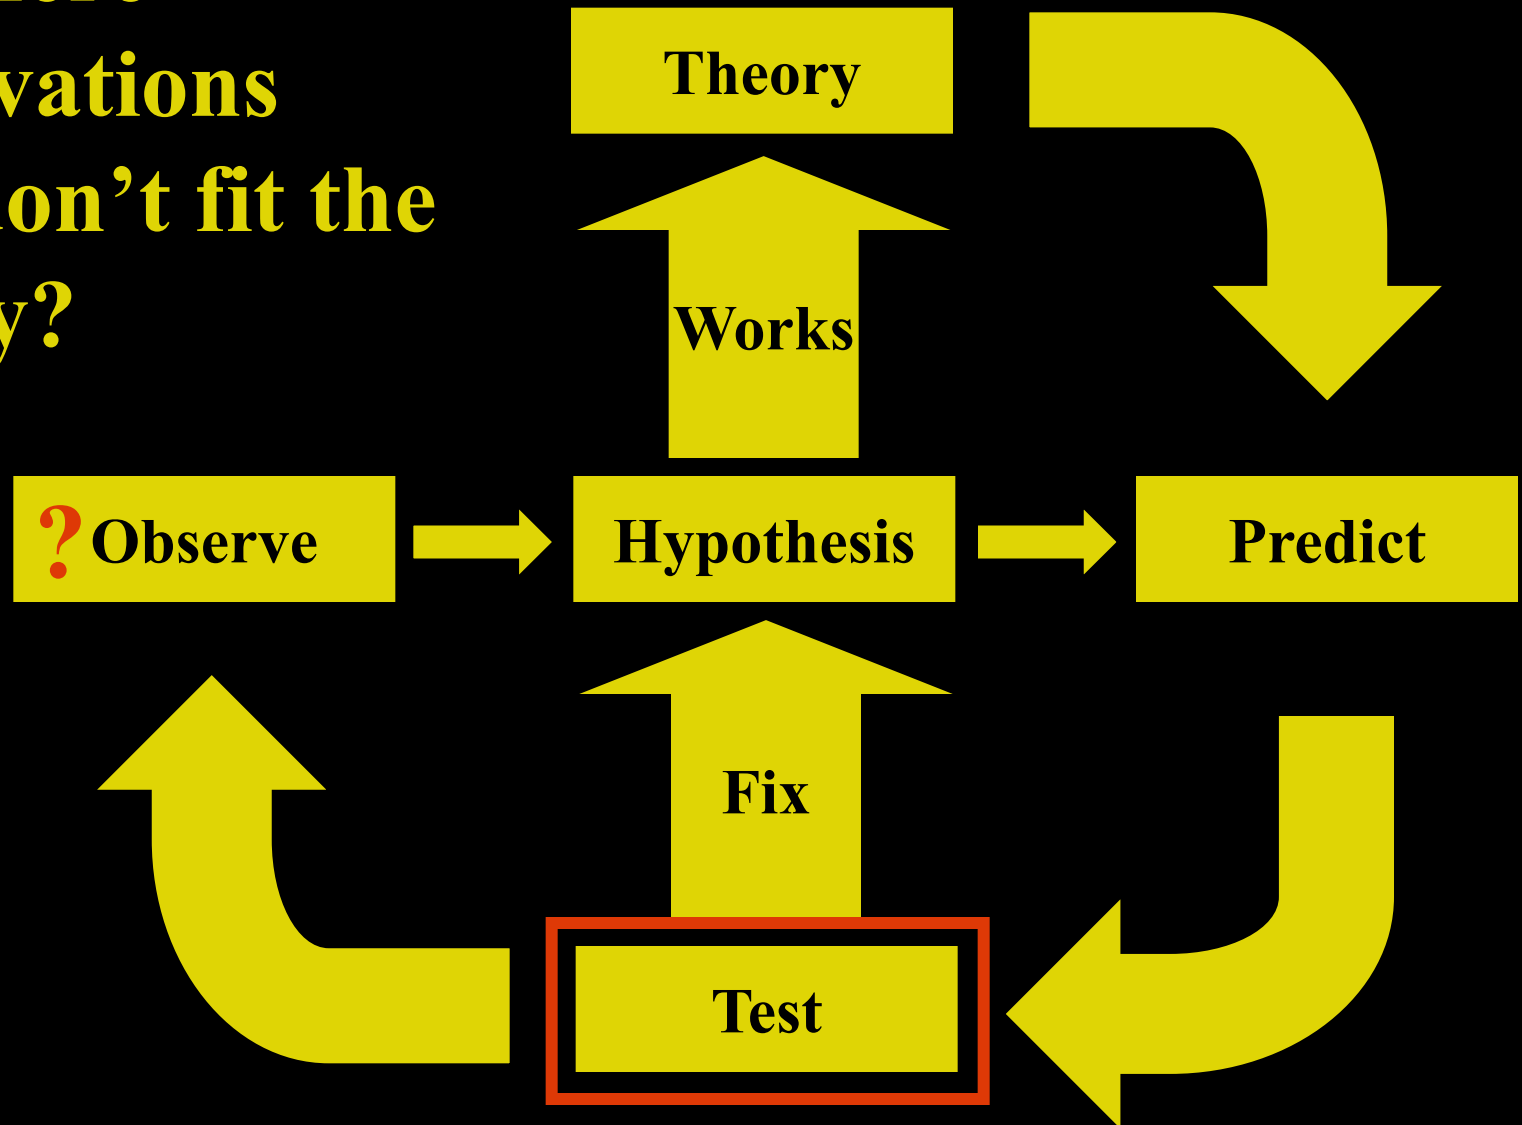 vations
on't fit the
y?
Theory
Works
? Observe
Hypothesis
Predict
Fix
Test